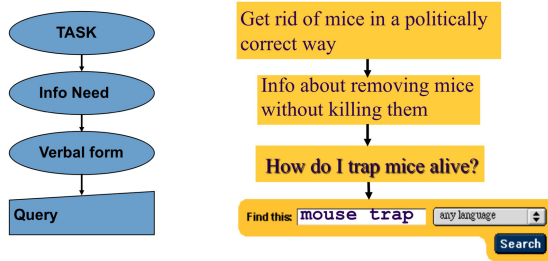 TASK
Info Need
Verbal form
Query
Get rid of mice in a politically
correct way
Info about removing mice
without killing them
How do I trap mice alive?
Find this: mouse trap any language
Search